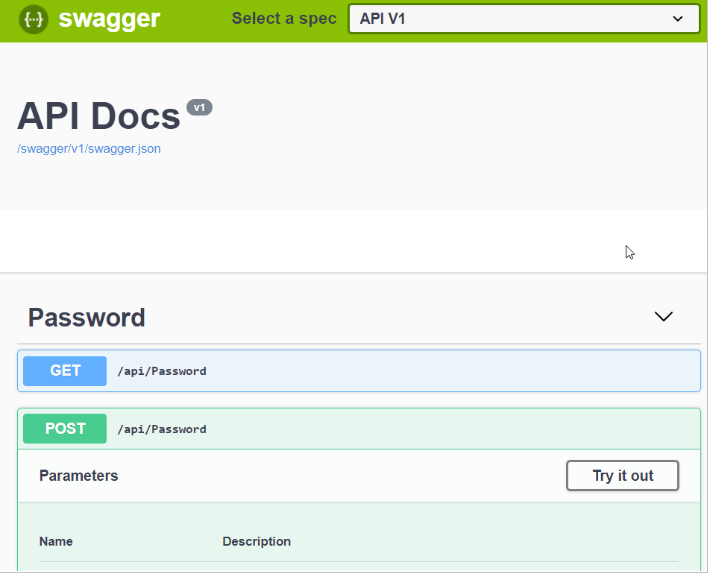 {···} swagger Select a spec API V1
API Docs v1
/swagger/v1/swagger.json
Password
GET /api/Password
POST /api/Password
Parameters Try it out
Name Description